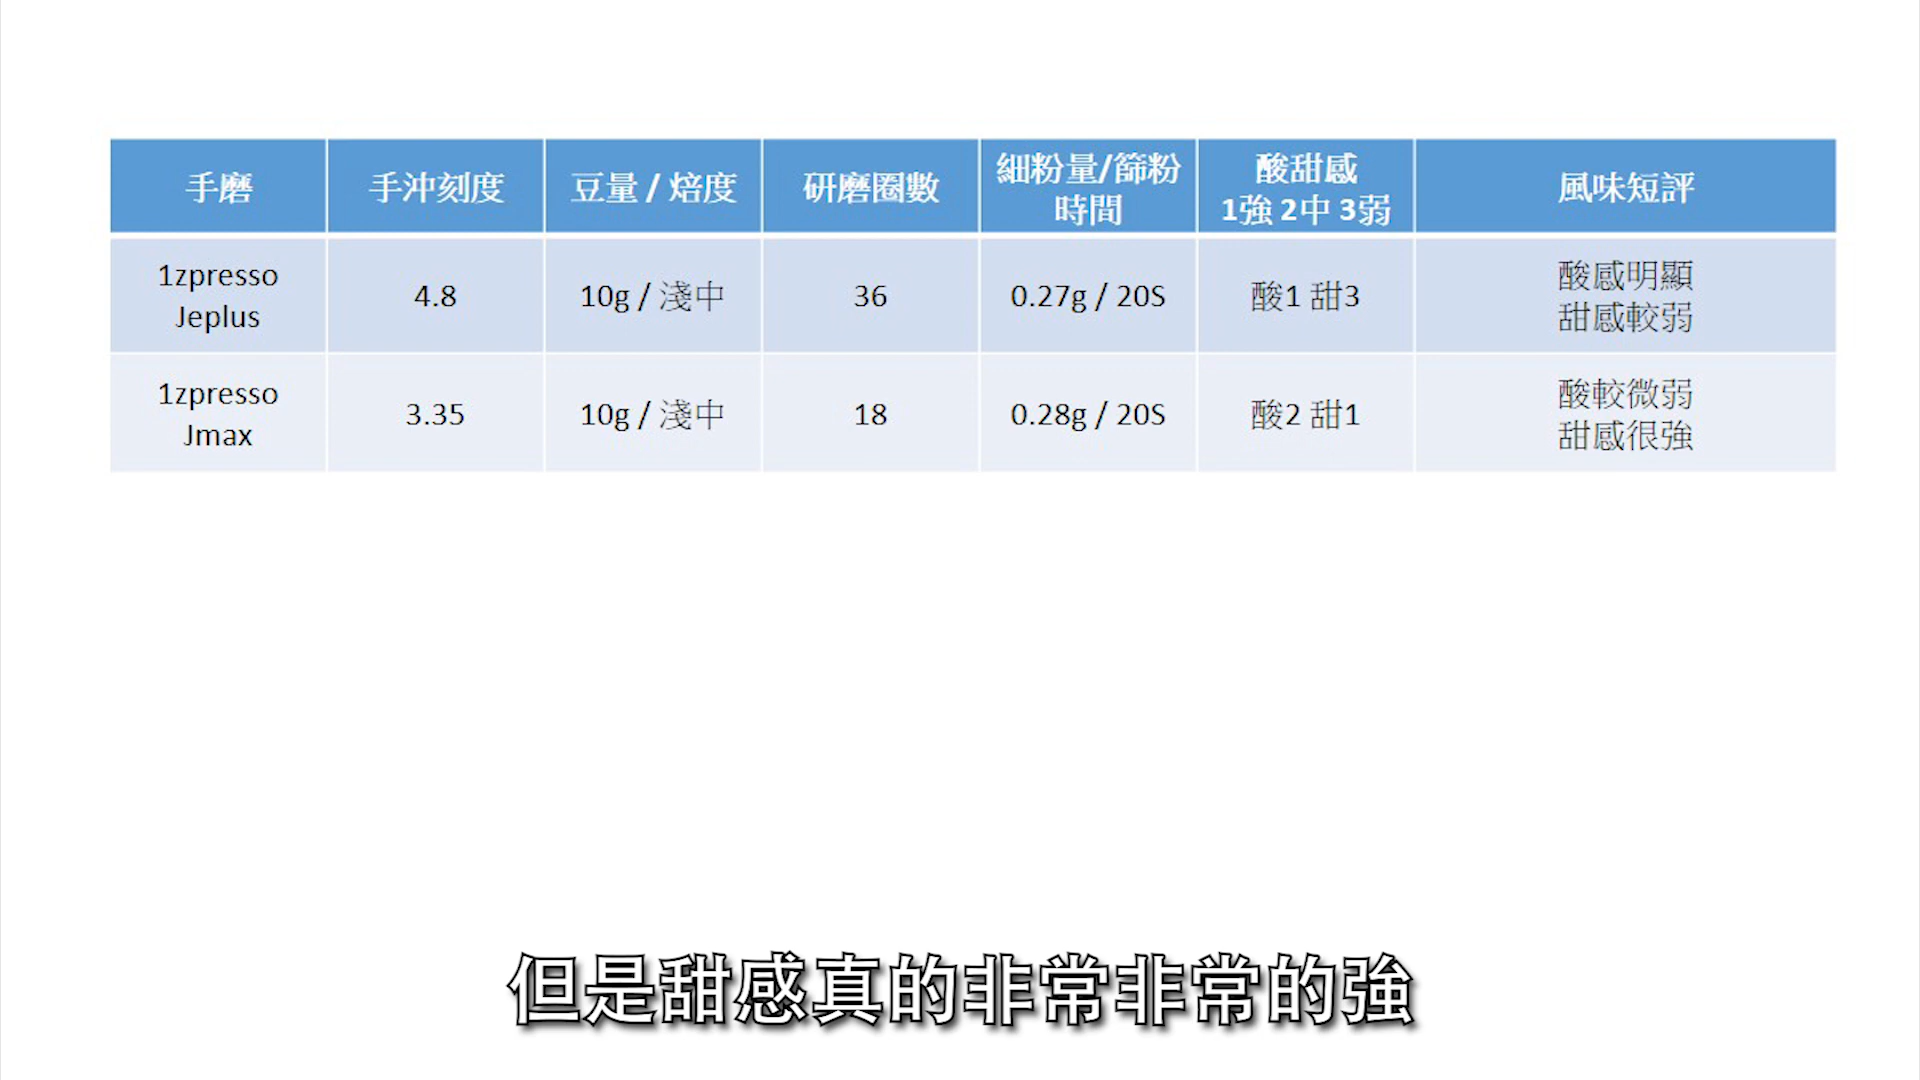 手磨
手沖刻度
豆量 / 焙度
研磨圈數
細粉量/篩粉
時間
酸甜感
1強 2中 3弱
風味短評
1zpresso
Jeplus
4.8
10g / 淺中
36
0.27g / 20S
酸1 甜3
酸感明顯
甜感較弱
1zpresso
Jmax
3.35
10g / 淺中
18
0.28g / 20S
酸2 甜1
酸較微弱
甜感很強
但是甜感真的非常非常的強